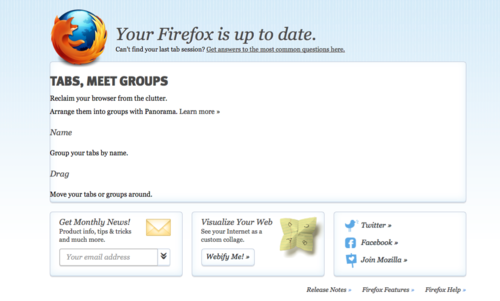 Your Firefox is up to date.
Can't find your last tab session? Get answers to the most common questions here.
TABS, MEET GROUPS
Reclaim your browser from the clutter.
Arrange them into groups with Panorama. Learn more »
Name
Group your tabs by name.
Drag
Move your tabs or groups around.
Get Monthly News!
Product info, tips & tricks
and much more.
Your email address
Visualize Your Web
See your Internet as a
custom collage.
Webify Me! »
Twitter »
Facebook »
Join Mozilla »
Release Notes » Firefox Features » Firefox Help »